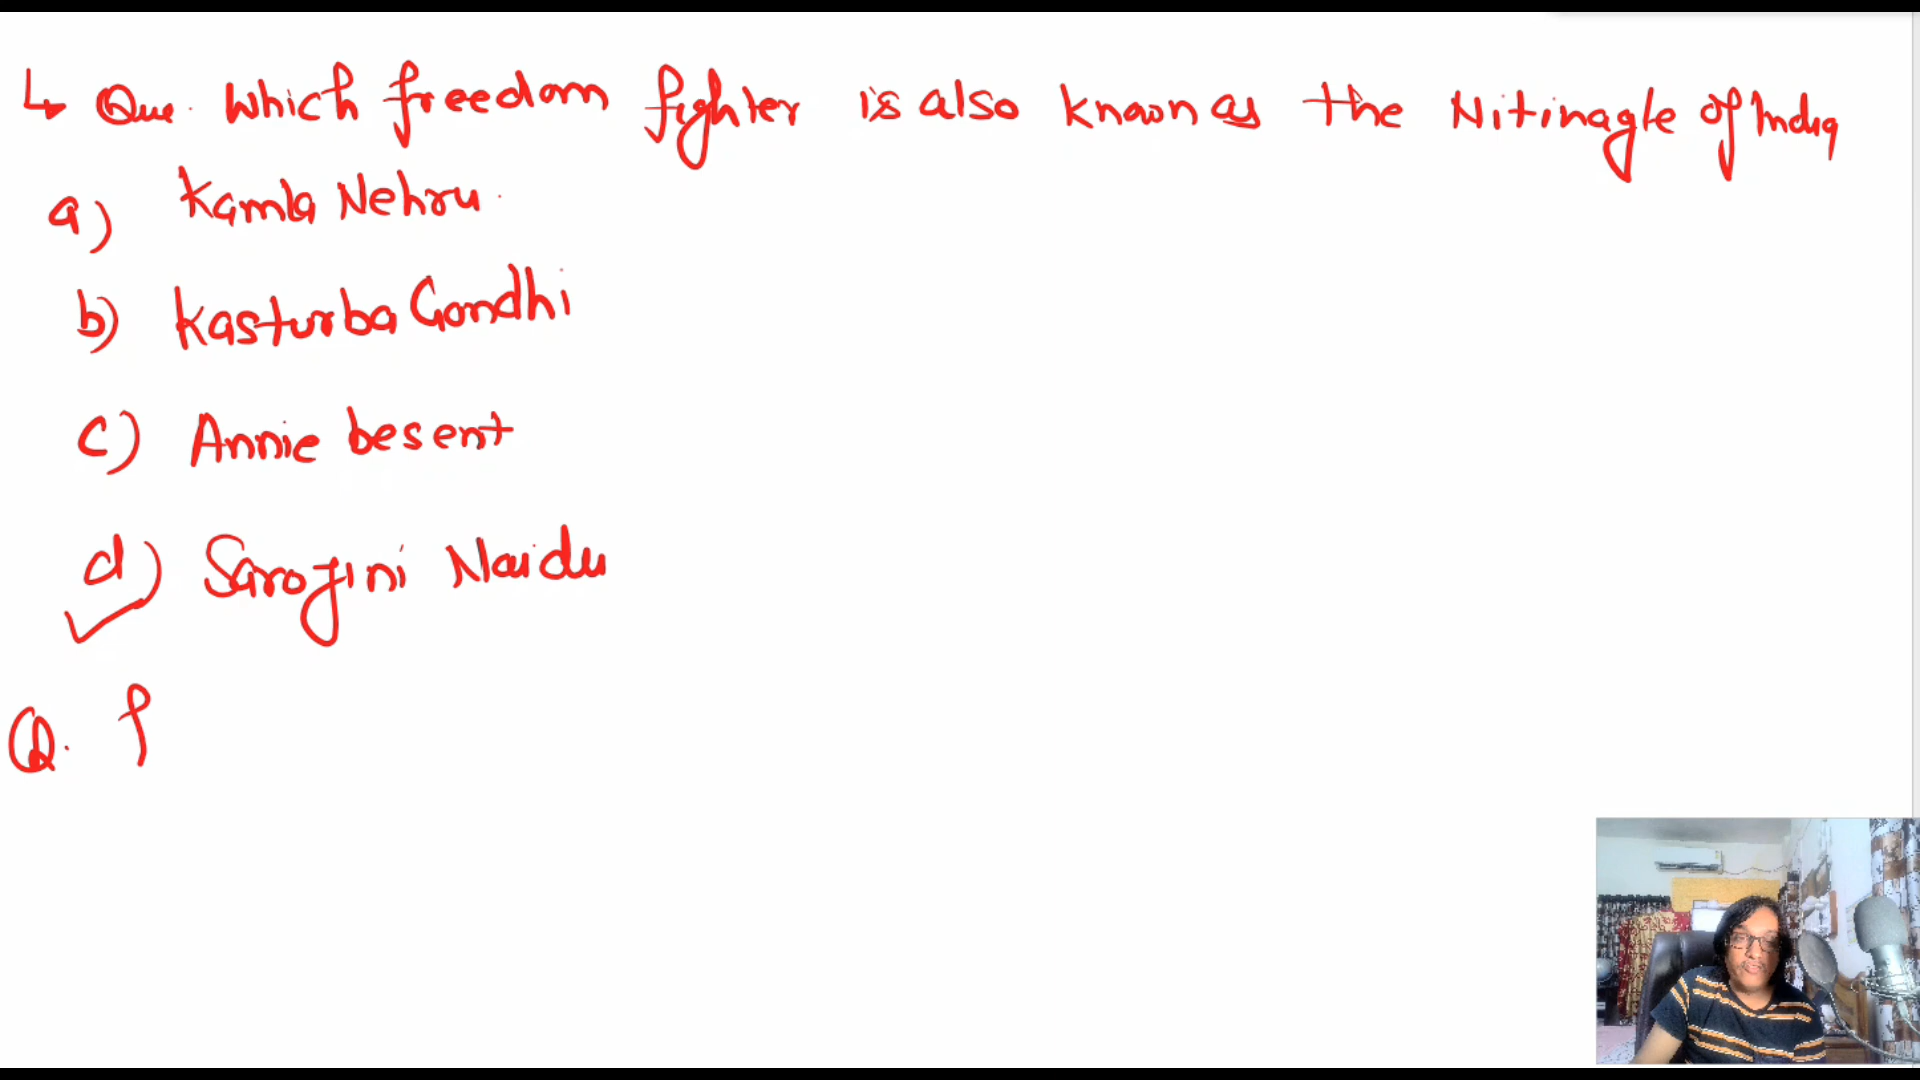 ↳ Que. Which freedom fighter is also known as the Nitinagle of India
a) Kamla Nehru.
b) Kasturba Gandhi
c) Annie besent
d) Sarojini Naidu
Q. f